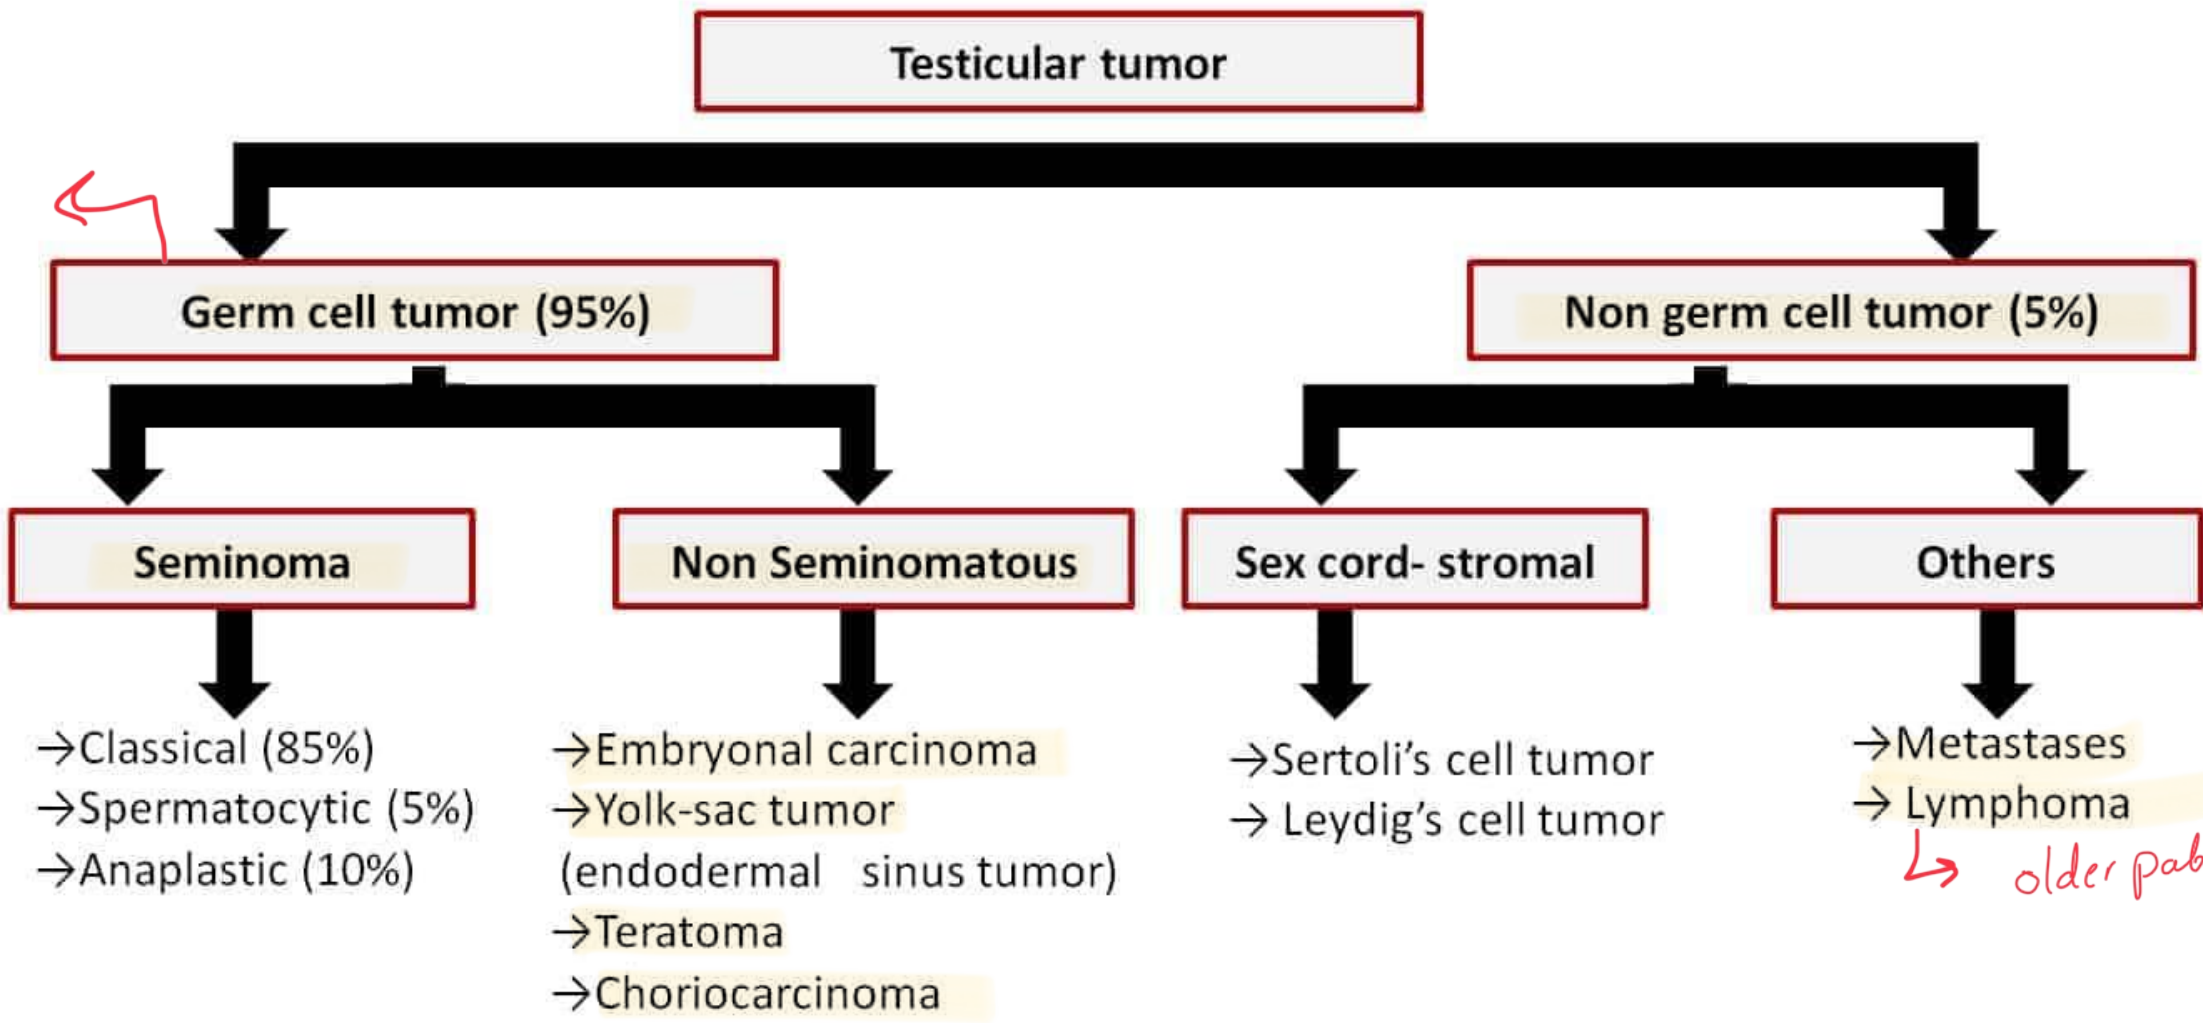 Testicular tumor
Germ cell tumor (95%)
Non germ cell tumor (5%)
Seminoma
Non Seminomatous
Sex cord- stromal
Others
→Classical (85%)
→Spermatocytic (5%)
→Anaplastic (10%)
→Embryonal carcinoma
→Yolk-sac tumor
(endodermal sinus tumor)
→Teratoma
→Choriocarcinoma
→Sertoli's cell tumor
→ Leydig's cell tumor
→Metastases
→ Lymphoma
↳ older